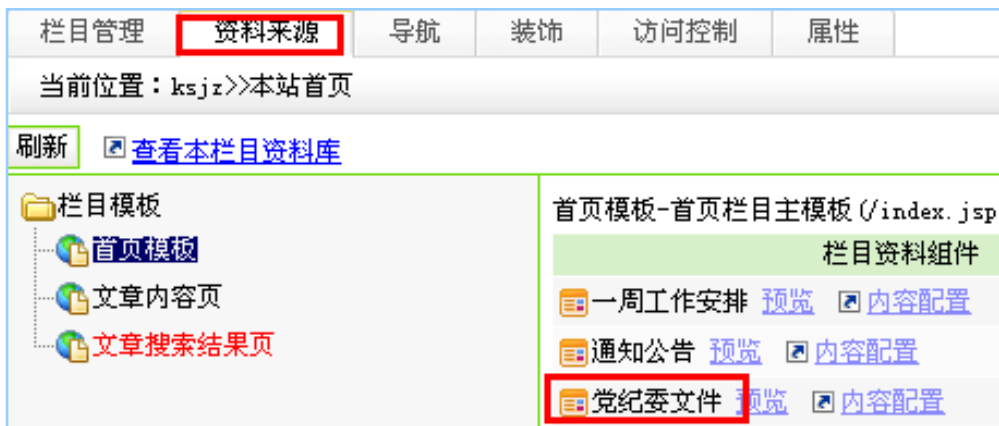 栏目管理 资料来源 导航 装饰 访问控制 属性
当前位置：ksjz>>本站首页
刷新 查看本栏目资料库
栏目模板
首页模板
文章内容页
文章搜索结果页
首页模板-首页栏目主模板(/index.jsp
栏目资料组件
一周工作安排 预览 内容配置
通知公告 预览 内容配置
党纪委文件 预览 内容配置